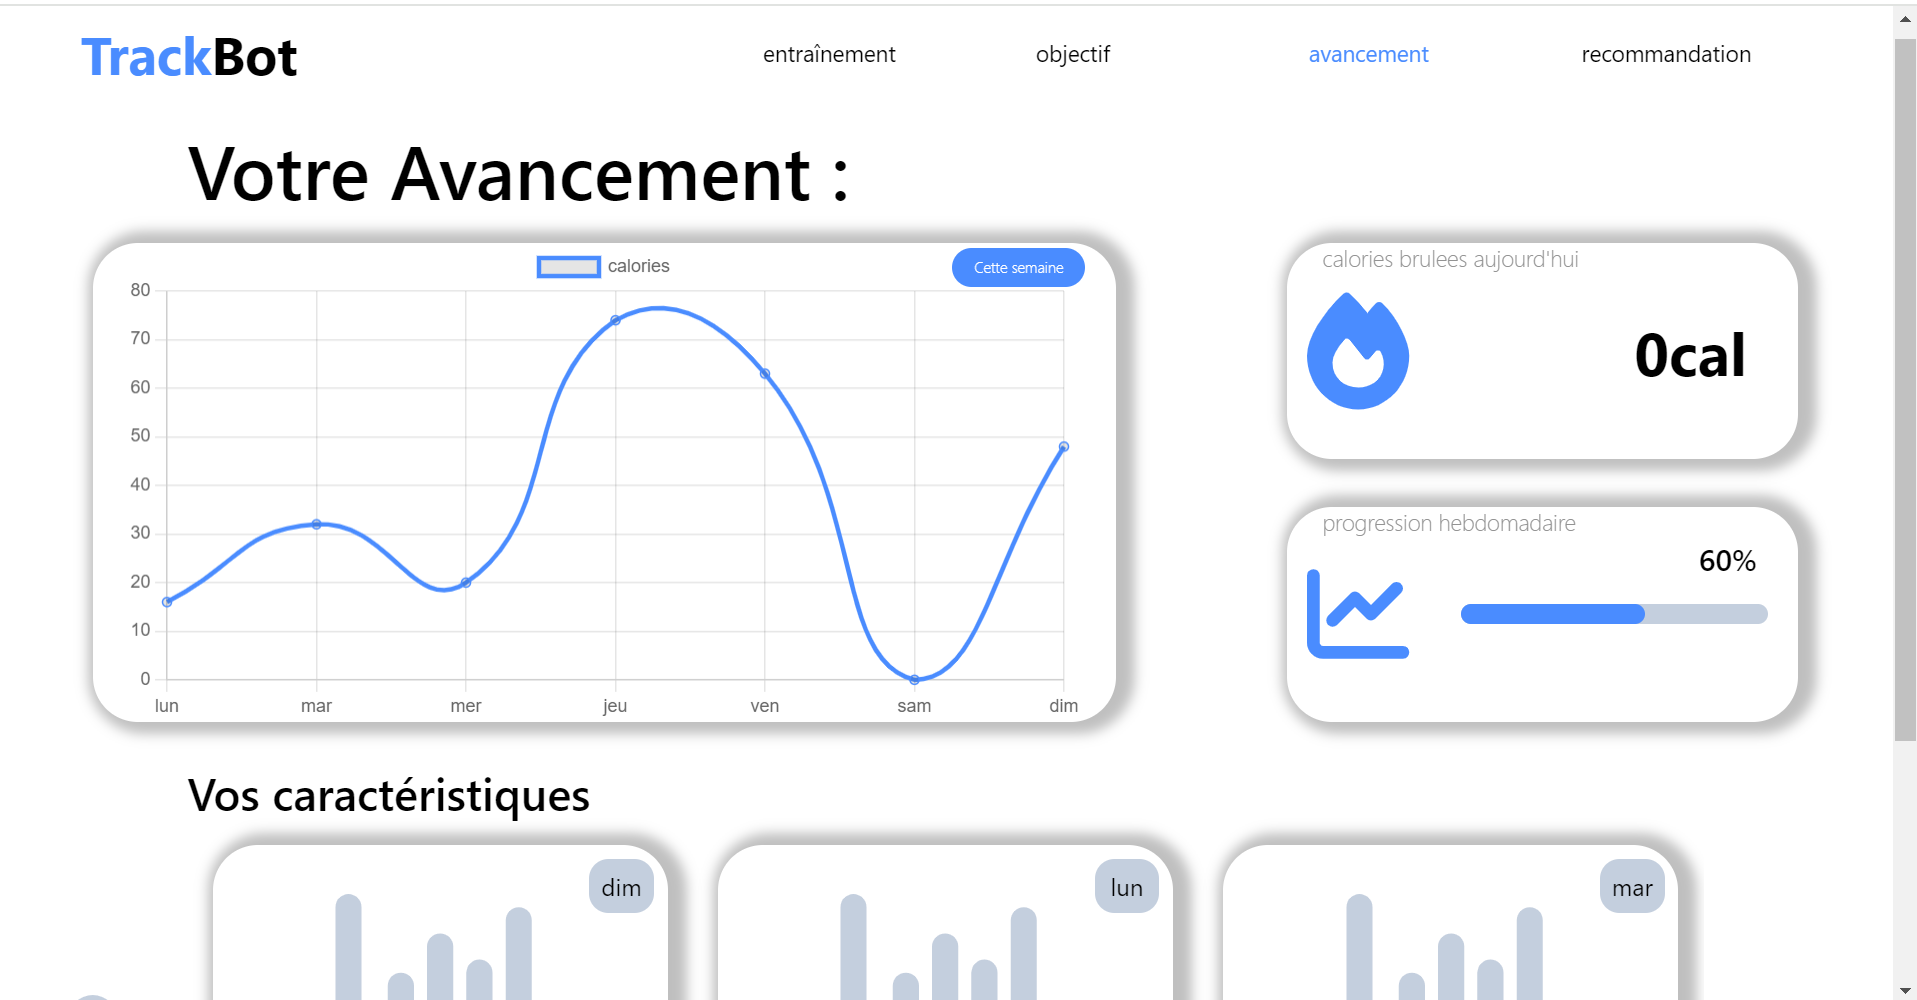 TrackBot
entraînement objectif avancement recommandation
Votre Avancement :
calories
Cette semaine
80
70
60
50
40
30
20
10
0
lun mar mer jeu ven sam dim
calories brulees aujourd'hui
0cal
progression hebdomadaire
60%
Vos caractéristiques
dim
lun
mar